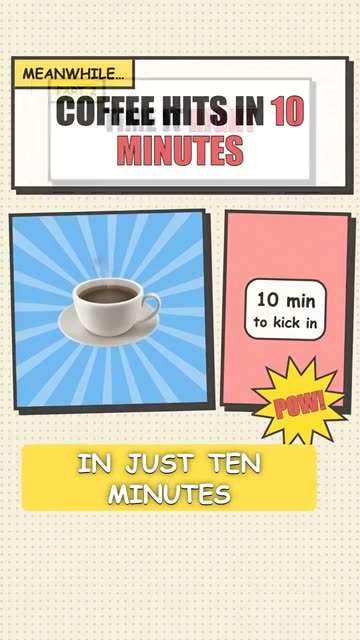 MEANWHILE...
COFFEE HITS IN 10
MINUTES
10 min
to kick in
POW!
IN JUST TEN
MINUTES